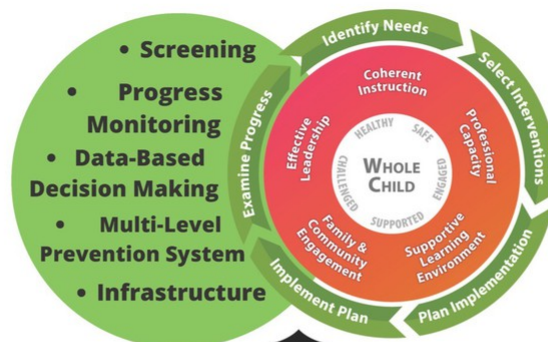 • Screening
• Progress
Monitoring
• Data-Based
Decision Making
• Multi-Level
Prevention System
• Infrastructure
Identify Needs
Select Interventions
Plan Implementation
Implement Plan
Examine Progress
Coherent
Instruction
Professional
Capacity
Supportive
Learning
Environment
Family &
Community
Engagement
Effective
Leadership
HEALTHY
SAFE
ENGAGED
SUPPORTED
CHALLENGED
WHOLE
CHILD